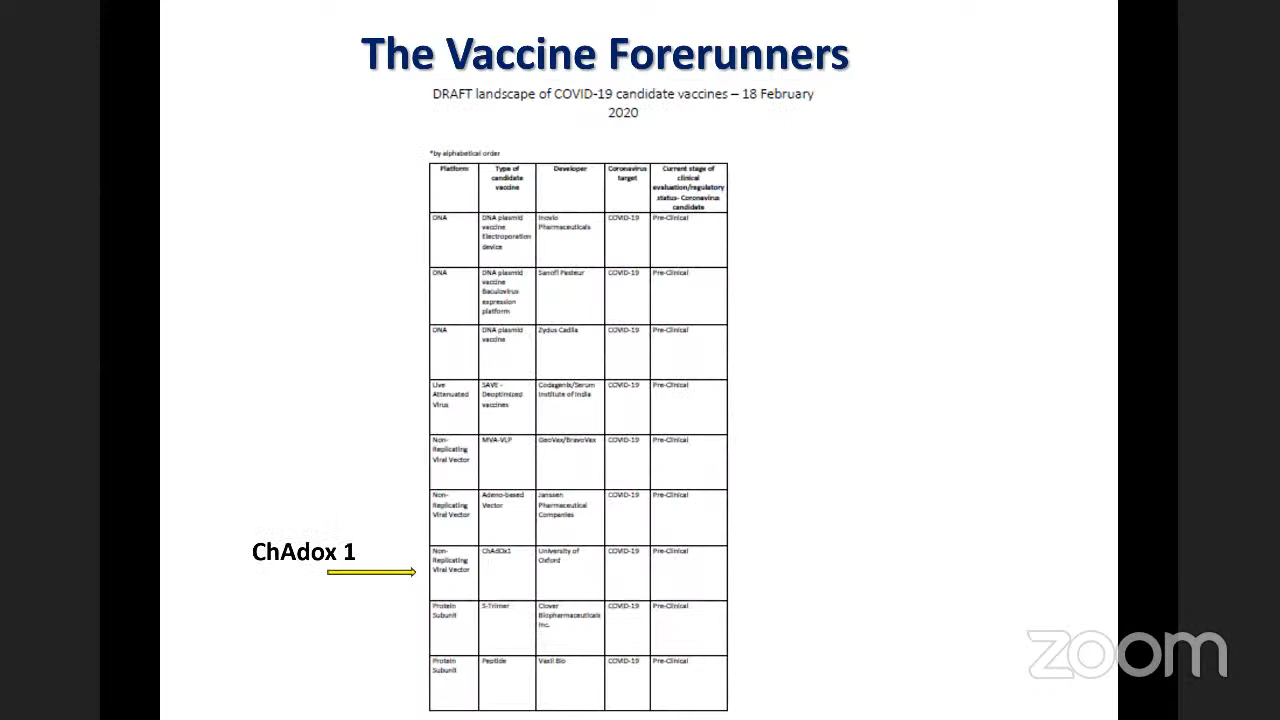 The Vaccine Forerunners
DRAFT landscape of COVID-19 candidate vaccines – 18 February
2020
*by alphabetical order
Platform
Type of
candidate
vaccine
Developer
Coronavirus
target
Current stage of
clinical
evaluation/regulatory
status- Coronavirus
candidate
DNA
DNA plasmid
vaccine
Electroporation
device
Inovio
Pharmaceuticals
COVID-19
Pre-Clinical
DNA
DNA plasmid
vaccine
Baculovirus
expression
platform
Sanofi Pasteur
COVID-19
Pre-Clinical
DNA
DNA plasmid
vaccine
Zydus Cadila
COVID-19
Pre-Clinical
Live
Attenuated
Virus
SAVE -
Deoptimized
vaccines
Codagenix/Serum
Institute of India
COVID-19
Pre-Clinical
Non-
Replicating
Viral Vector
MVA-VLP
GeoVax/BravoVax
COVID-19
Pre-Clinical
Non-
Replicating
Viral Vector
Adeno-based
Vector
Janssen
Pharmaceutical
Companies
COVID-19
Pre-Clinical
ChAdox 1
Non-
Replicating
Viral Vector
ChAdOx1
University of
Oxford
COVID-19
Pre-Clinical
Protein
Subunit
S-Trimer
Clover
Biopharmaceuticals
Inc.
COVID-19
Pre-Clinical
Protein
Subunit
Peptide
Vaxil Bio
COVID-19
Pre-Clinical
zoom